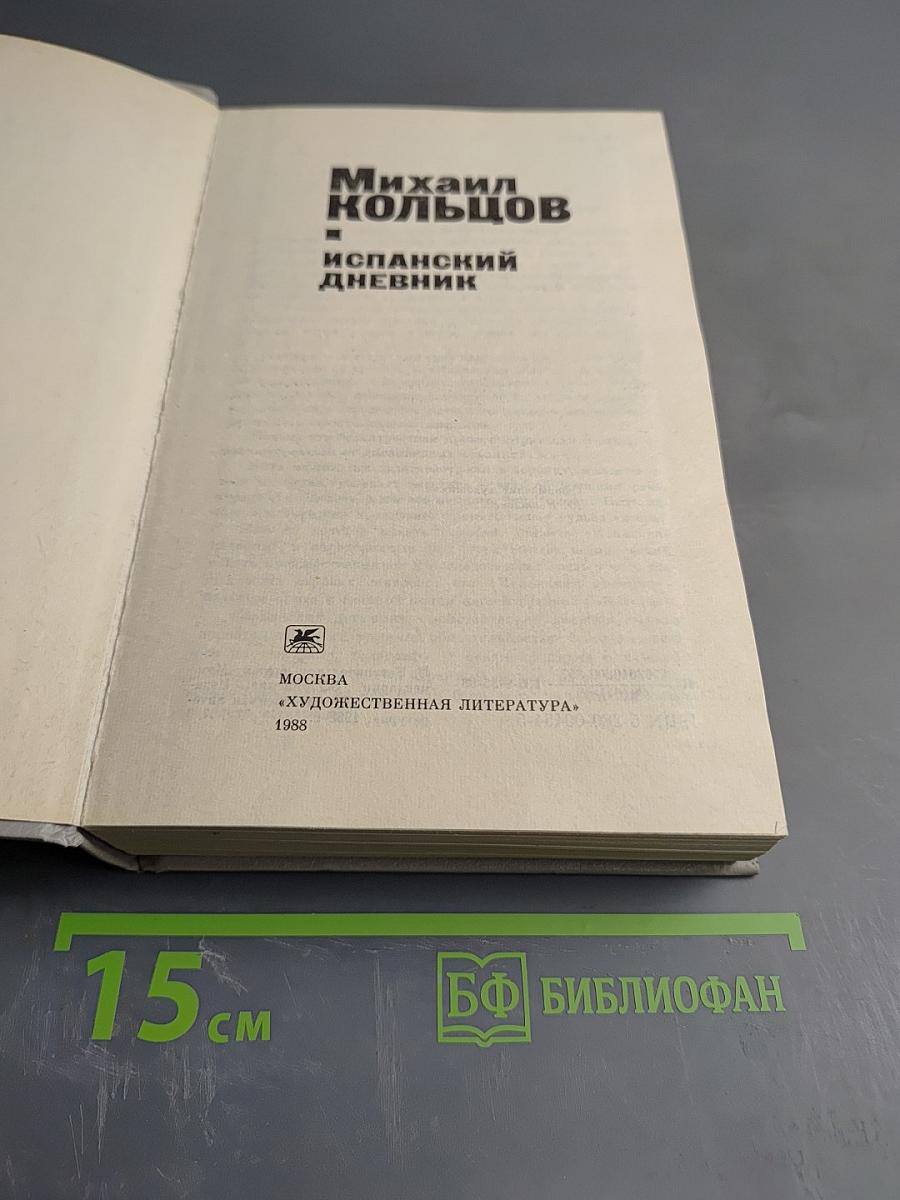 Михаил
КОЛЬЦОВ
ИСПАНСКИЙ
ДНЕВНИК
МОСКВА
«ХУДОЖЕСТВЕННАЯ ЛИТЕРАТУРА»
1988
15 см
БФ БИБЛИОФАН